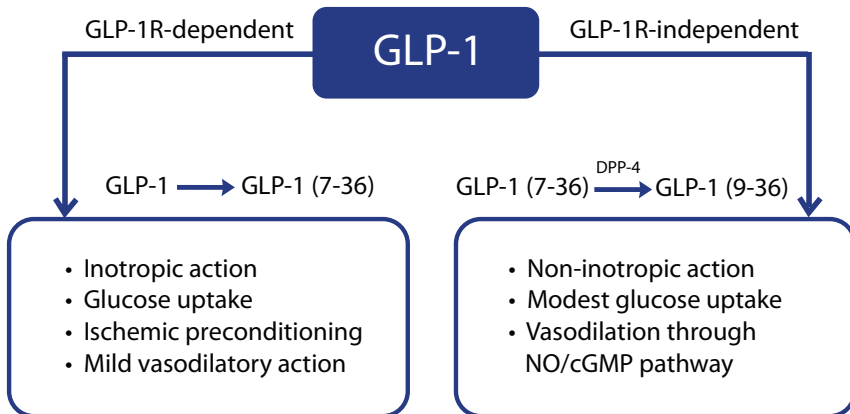 GLP-1R-dependent
GLP-1
GLP-1R-independent
GLP-1 GLP-1 (7-36)
GLP-1 (7-36) DPP-4 GLP-1 (9-36)
• Inotropic action
• Glucose uptake
• Ischemic preconditioning
• Mild vasodilatory action
• Non-inotropic action
• Modest glucose uptake
• Vasodilation through
NO/cGMP pathway